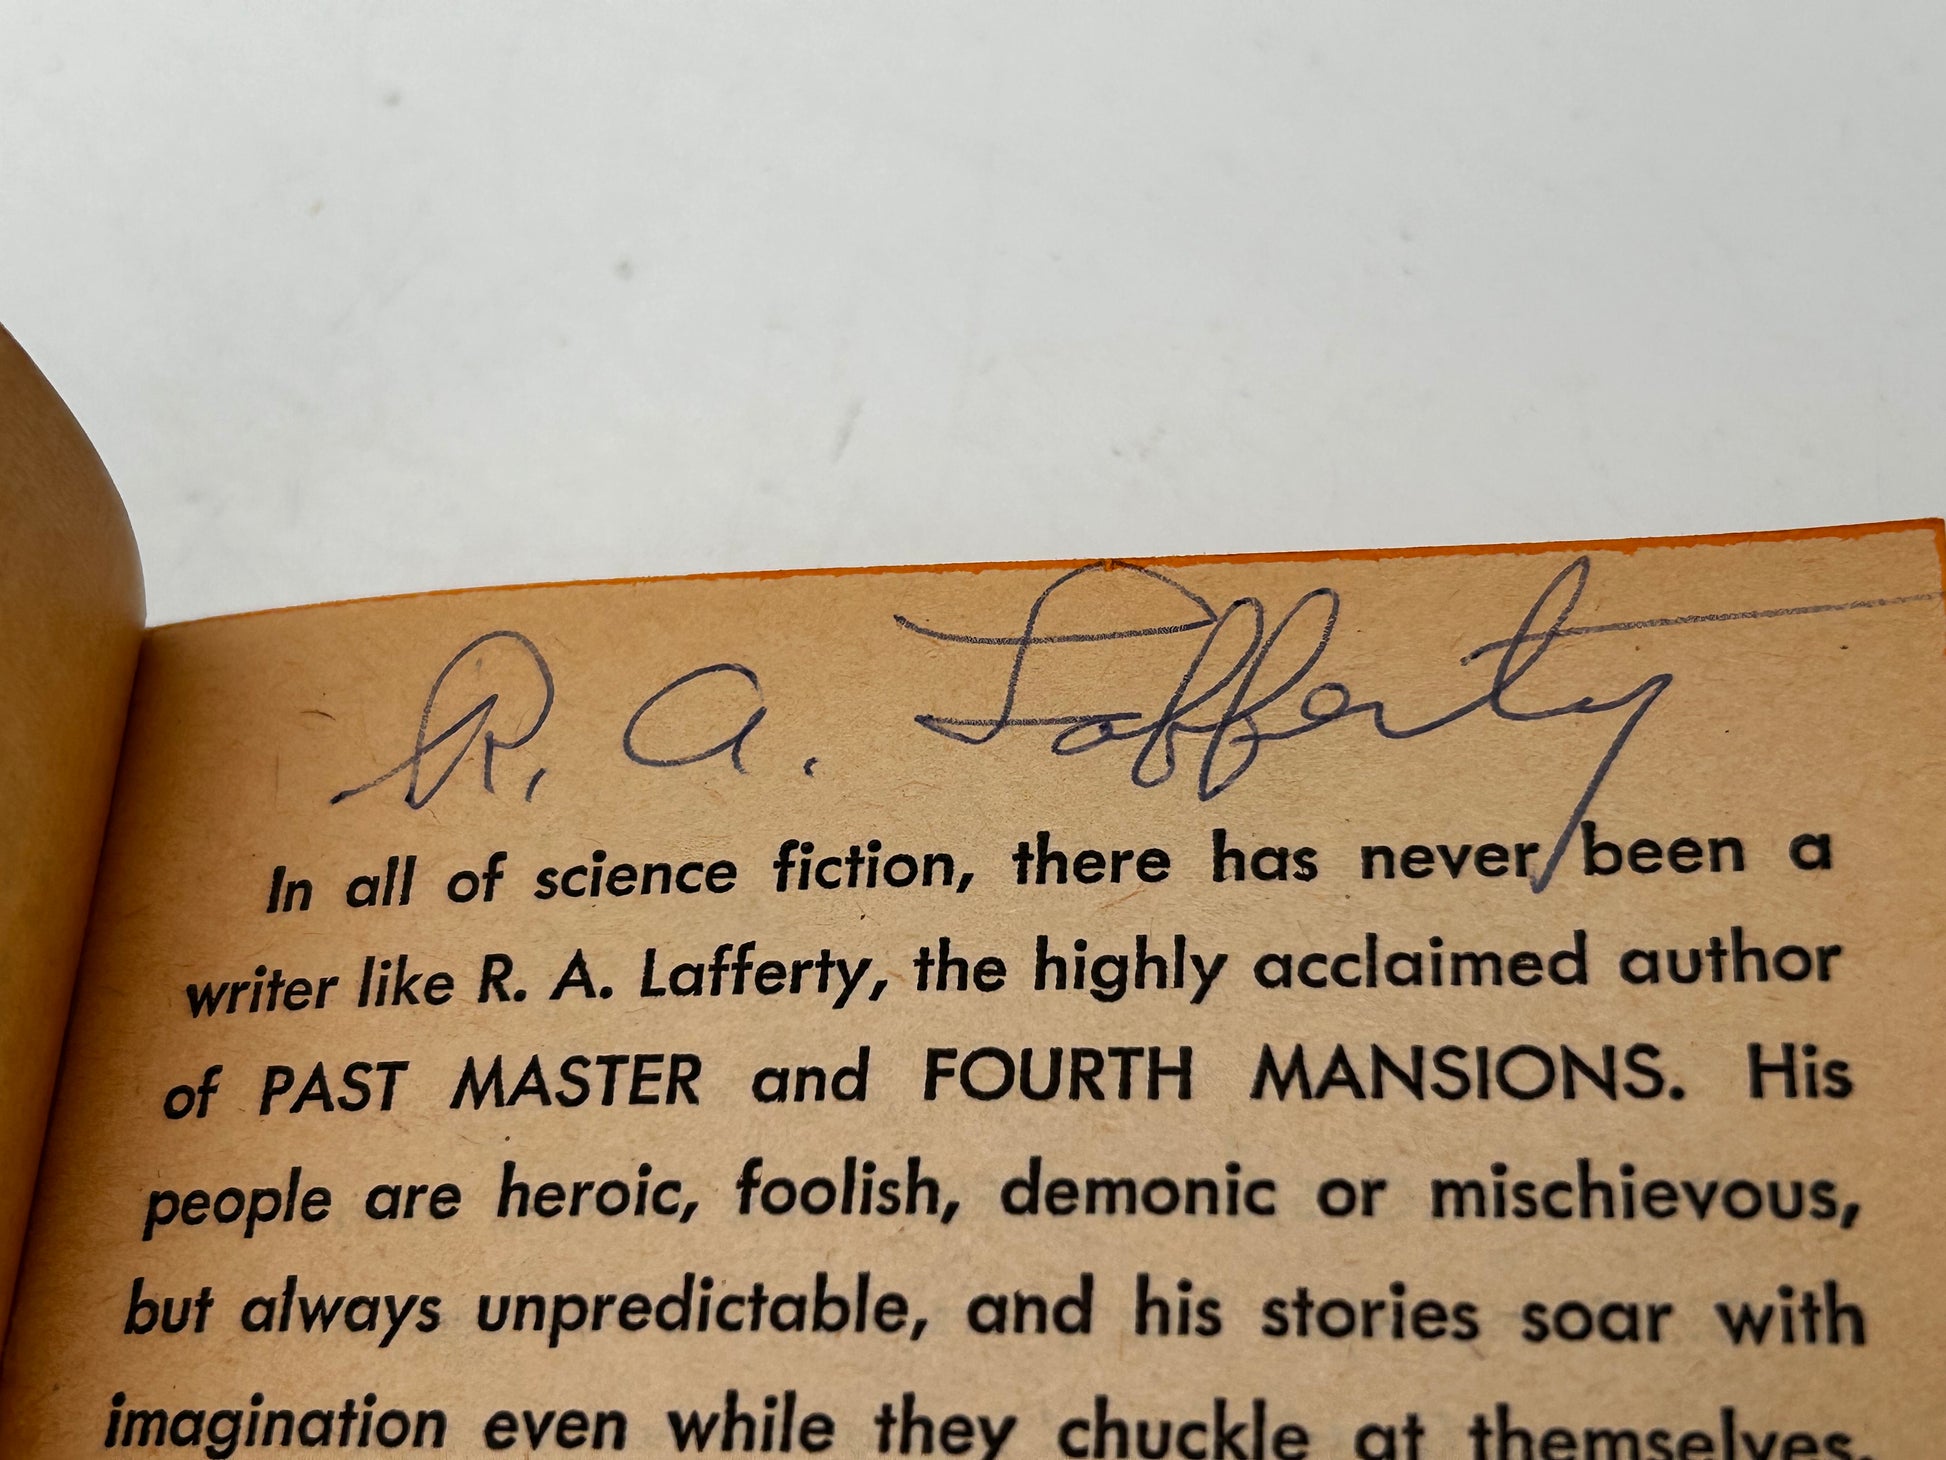 R. A. Lafferty
In all of science fiction, there has never been a
writer like R. A. Lafferty, the highly acclaimed author
of PAST MASTER and FOURTH MANSIONS. His
people are heroic, foolish, demonic or mischievous,
but always unpredictable, and his stories soar with
imagination even while they chuckle at themselves.